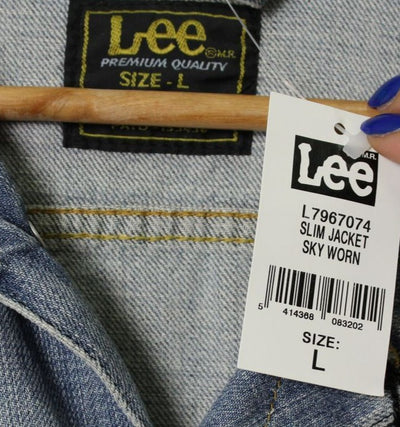 Lee
® M.R.
PREMIUM QUALITY
SIZE - L
Lee
® M.R.
L7967074
SLIM JACKET
SKY WORN
5 414368 083202
SIZE:
L